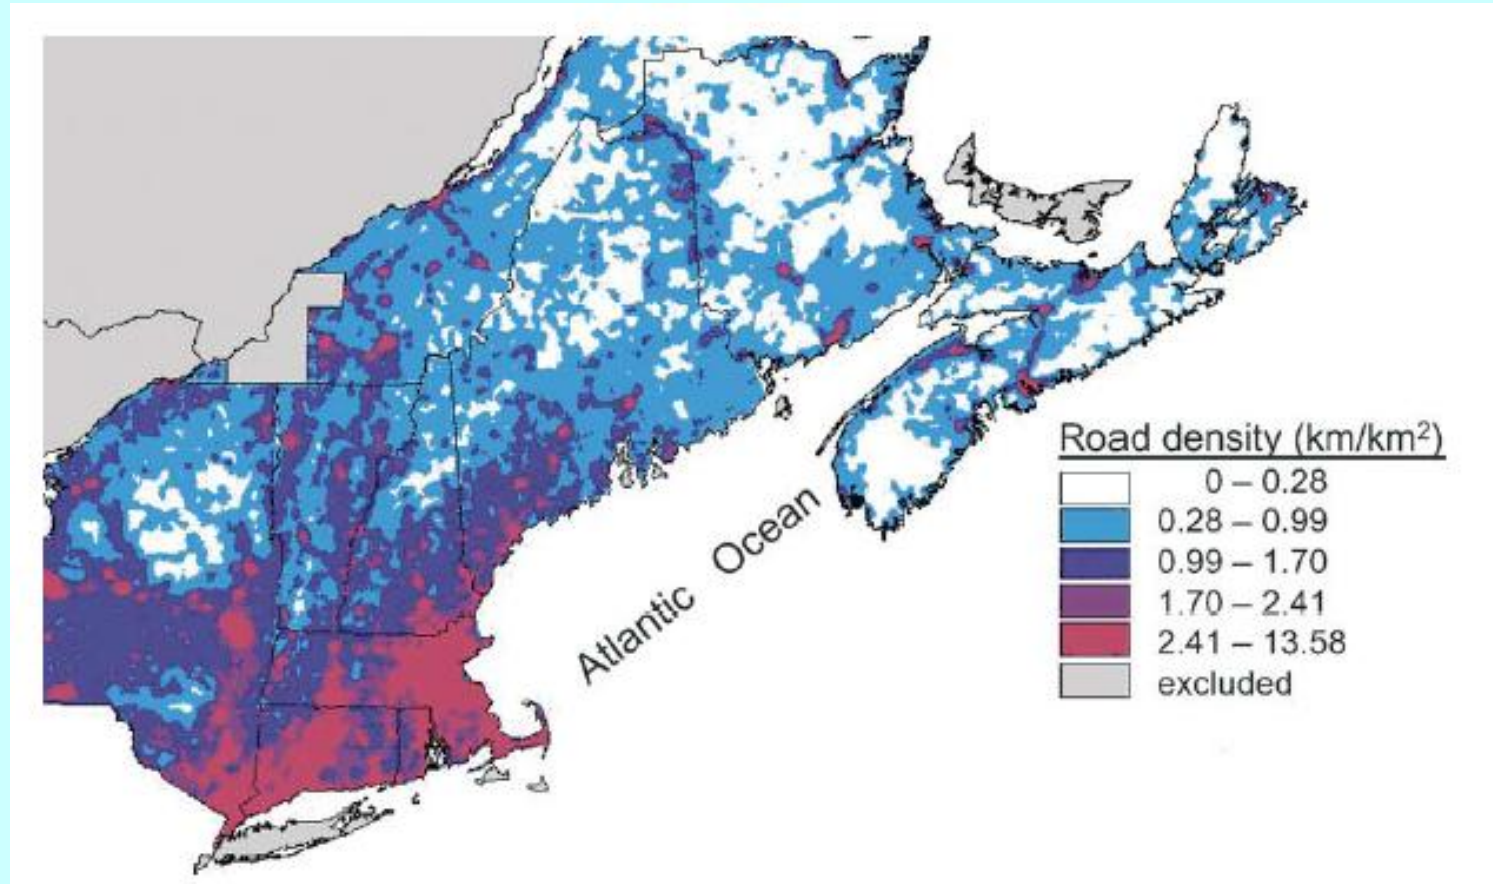 Atlantic Ocean
Road density (km/km²)
0 – 0.28
0.28 – 0.99
0.99 – 1.70
1.70 – 2.41
2.41 – 13.58
excluded